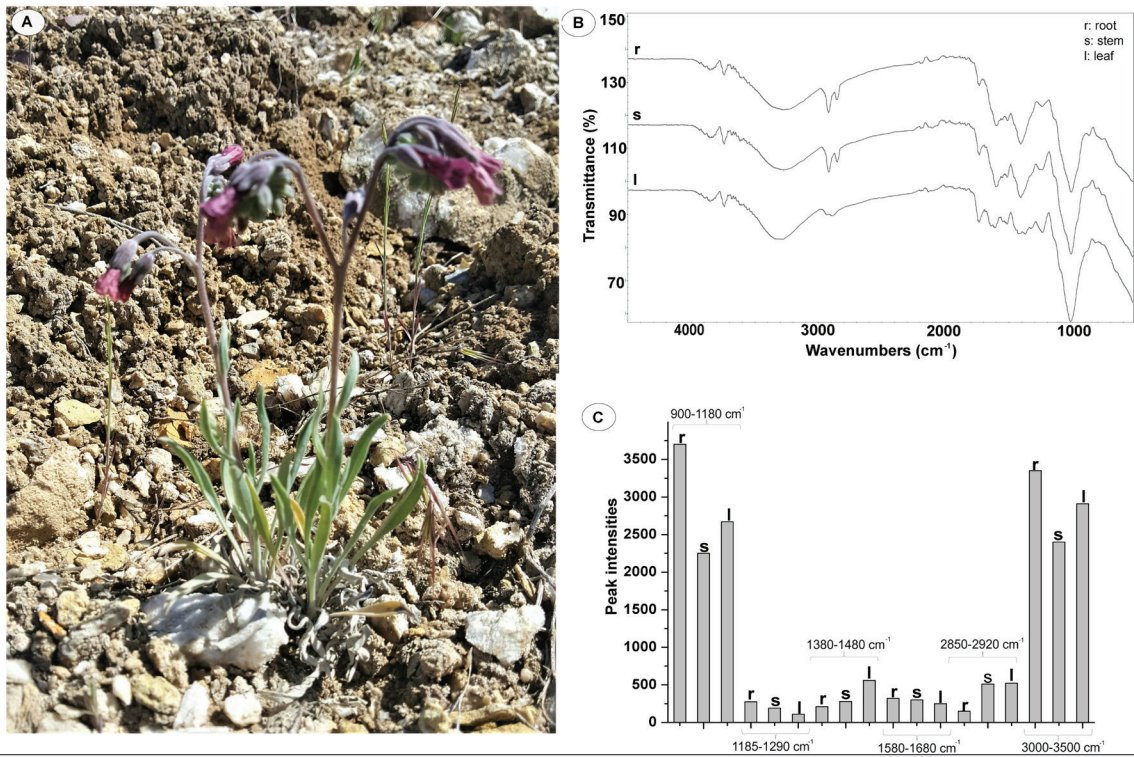 A
B
r: root
s: stem
l: leaf
150
130
110
90
70
r
s
l
Transmittance (%)
4000 3000 2000 1000
Wavenumbers (cm-1)
C
900-1180 cm-1
3500
3000
2500
2000
1500
1000
500
0
Peak intensities
r s l
r s l
1380-1480 cm-1
r s l
r s l
2850-2920 cm-1
r s l
r s l
1185-1290 cm-1
1580-1680 cm-1
3000-3500 cm-1